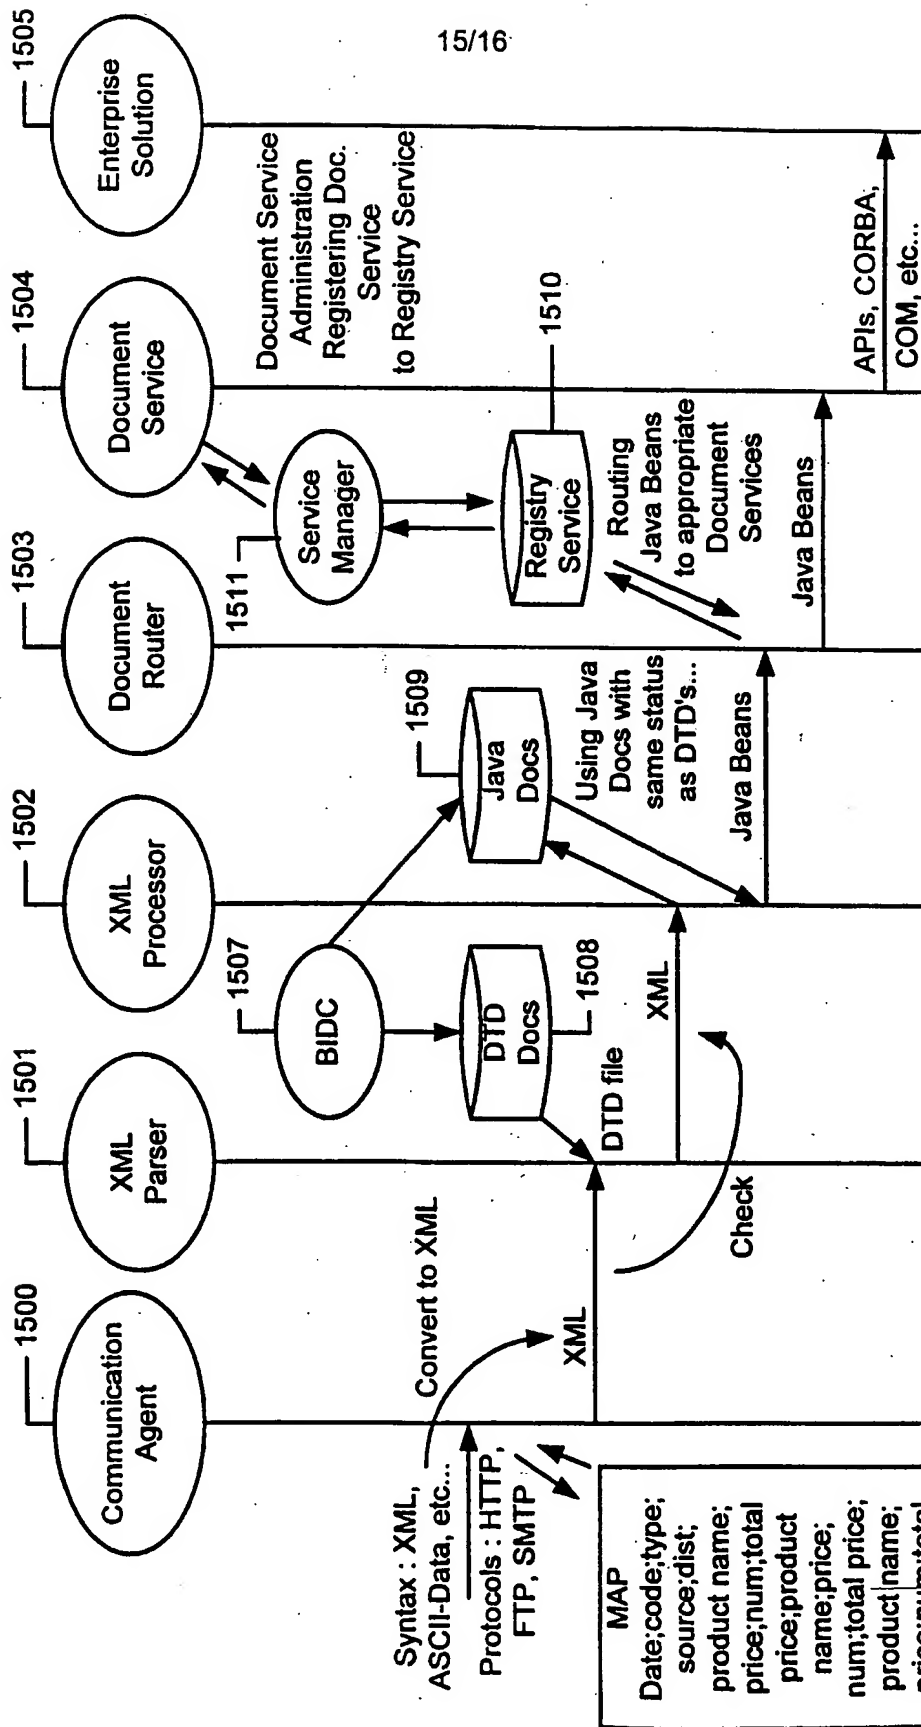 15/16
1500
Communication
Agent
1501
XML
Parser
1502
XML
Processor
1503
Document
Router
1504
Document
Service
1505
Enterprise
Solution
Syntax : XML,
ASCII-Data, etc...
Protocols : HTTP,
FTP, SMTP
Convert to XML
XML
MAP
Date;code;type;
source;dist;
product name;
price;num;total
price;product
name;price;
num;total price;
product name;
price;num;total
1507
BIDC
DTD
Docs
1508
DTD file
XML
Check
Java
Docs
1509
Using Java
Docs with
same status
as DTD's...
Java Beans
1511
Service
Manager
Registry
Service
1510
Routing
Java Beans
to appropriate
Document
Services
Java Beans
Document Service
Administration
Registering Doc.
Service
to Registry Service
APIs, CORBA,
COM, etc...